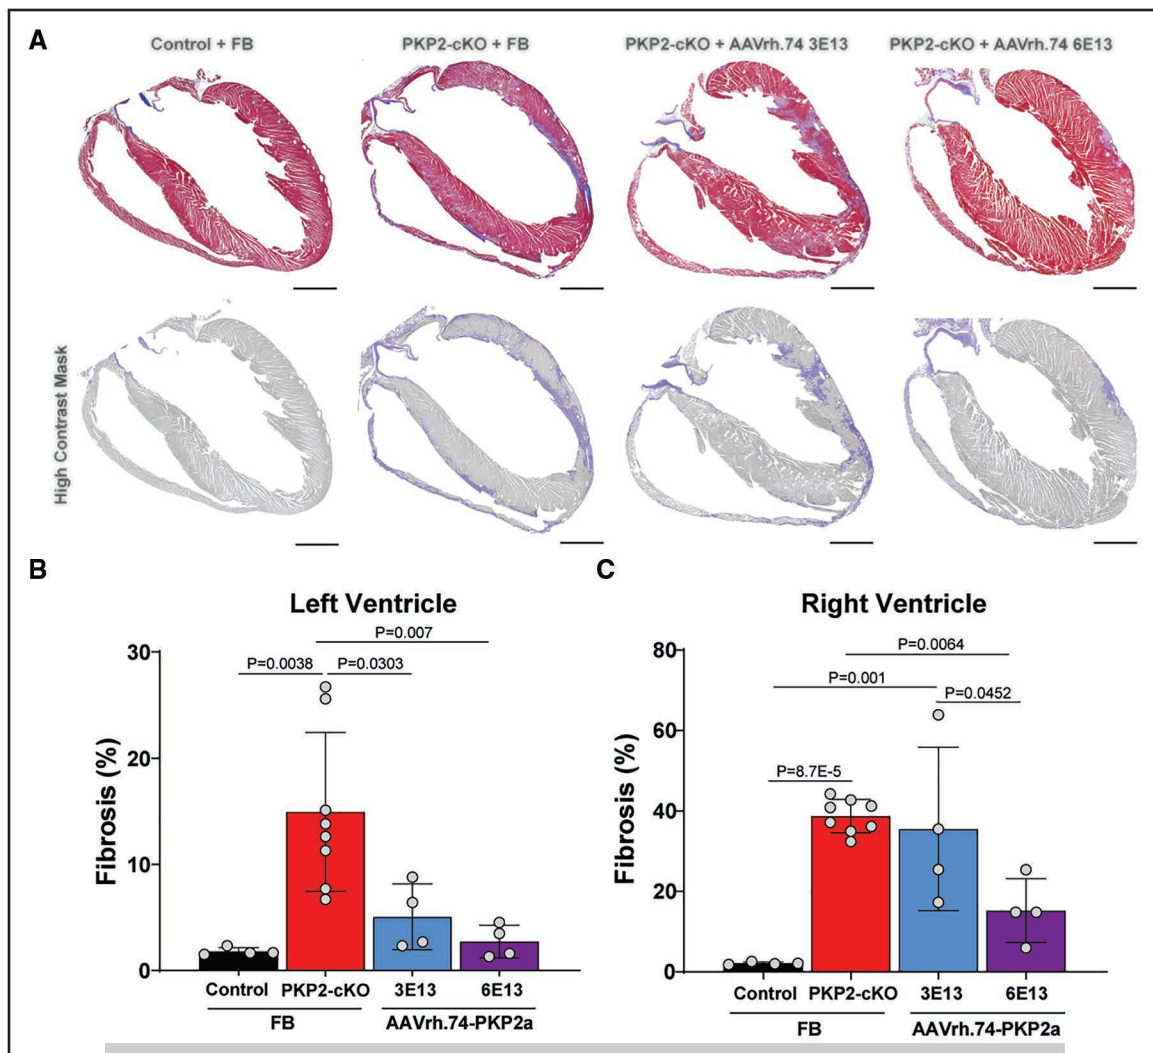 A
Control + FB
PKP2-cKO + FB
PKP2-cKO + AAVrh.74 3E13
PKP2-cKO + AAVrh.74 6E13
High Contrast Mask
B
Left Ventricle
P=0.007
P=0.0038
P=0.0303
Fibrosis (%)
30
20
10
0
Control
PKP2-cKO
3E13
6E13
FB
AAVrh.74-PKP2a
C
Right Ventricle
P=0.0064
P=0.001
P=0.0452
P=8.7E-5
Fibrosis (%)
80
60
40
20
0
Control
PKP2-cKO
3E13
6E13
FB
AAVrh.74-PKP2a